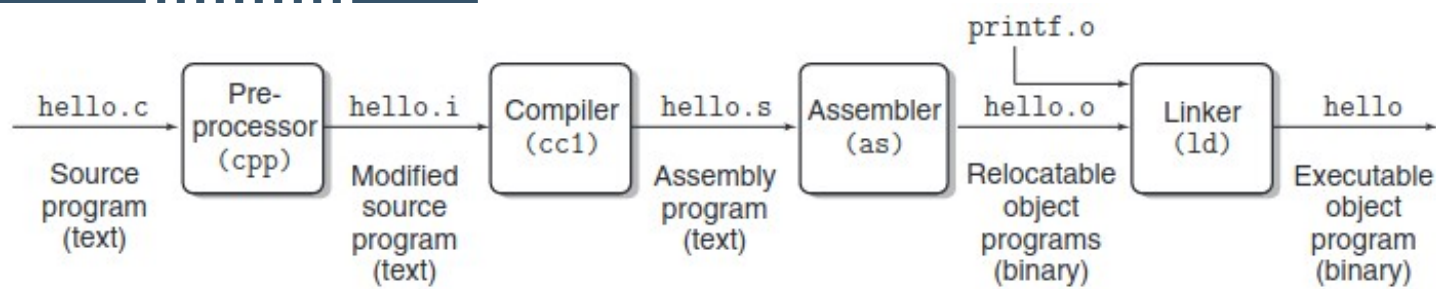 printf.o
hello.c
Pre-
processor
(cpp)
hello.i
Compiler
(cc1)
hello.s
Assembler
(as)
hello.o
Linker
(ld)
hello
Source
program
(text)
Modified
source
program
(text)
Assembly
program
(text)
Relocatable
object
programs
(binary)
Executable
object
program
(binary)